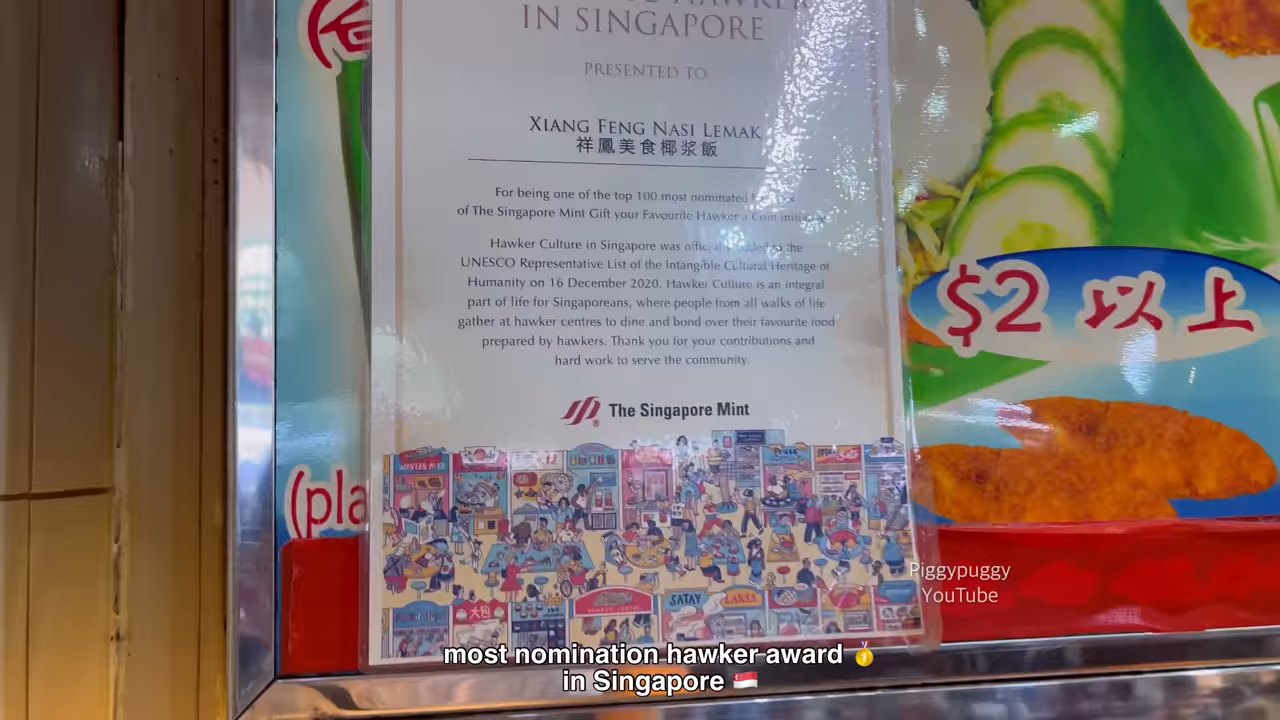 HAWKER
IN SINGAPORE
PRESENTED TO
XIANG FENG NASI LEMAK
祥鳳美食椰浆飯
For being one of the top 100 most nominated
of The Singapore Mint Gift your Favourite Hawker a Coin initiative
Hawker Culture in Singapore was officially added to the
UNESCO Representative List of the Intangible Cultural Heritage of
Humanity on 16 December 2020. Hawker Culture is an integral
part of life for Singaporeans, where people from all walks of life
gather at hawker centres to dine and bond over their favourite food
prepared by hawkers. Thank you for your contributions and
hard work to serve the community.
The Singapore Mint
$2 以上
(pla
SATAY
LAKSA
大包
Piggypuggy
YouTube
most nomination hawker award 🥇
in Singapore 🇸🇬